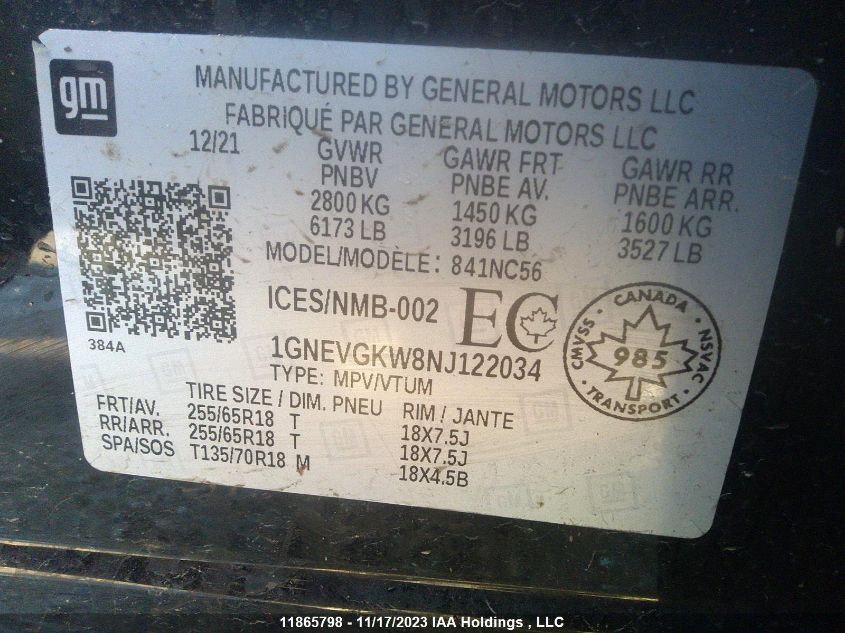 gm
MANUFACTURED BY GENERAL MOTORS LLC
FABRIQUÉ PAR GENERAL MOTORS LLC
12/21 GVWR GAWR FRT GAWR RR
PNBV PNBE AV. PNBE ARR.
2800 KG 1450 KG 1600 KG
6173 LB 3196 LB 3527 LB
MODEL/MODÈLE: 841NC56
384A
ICES/NMB-002 EC
CANADA
CMVSS 985 NSVAC
TRANSPORT
1GNEVGKW8NJ122034
TYPE: MPV/VTUM
TIRE SIZE / DIM. PNEU RIM / JANTE
FRT/AV. 255/65R18 T 18X7.5J
RR/ARR. 255/65R18 T 18X7.5J
SPA/SOS T135/70R18 M 18X4.5B
11865798 - 11/17/2023 IAA Holdings , LLC